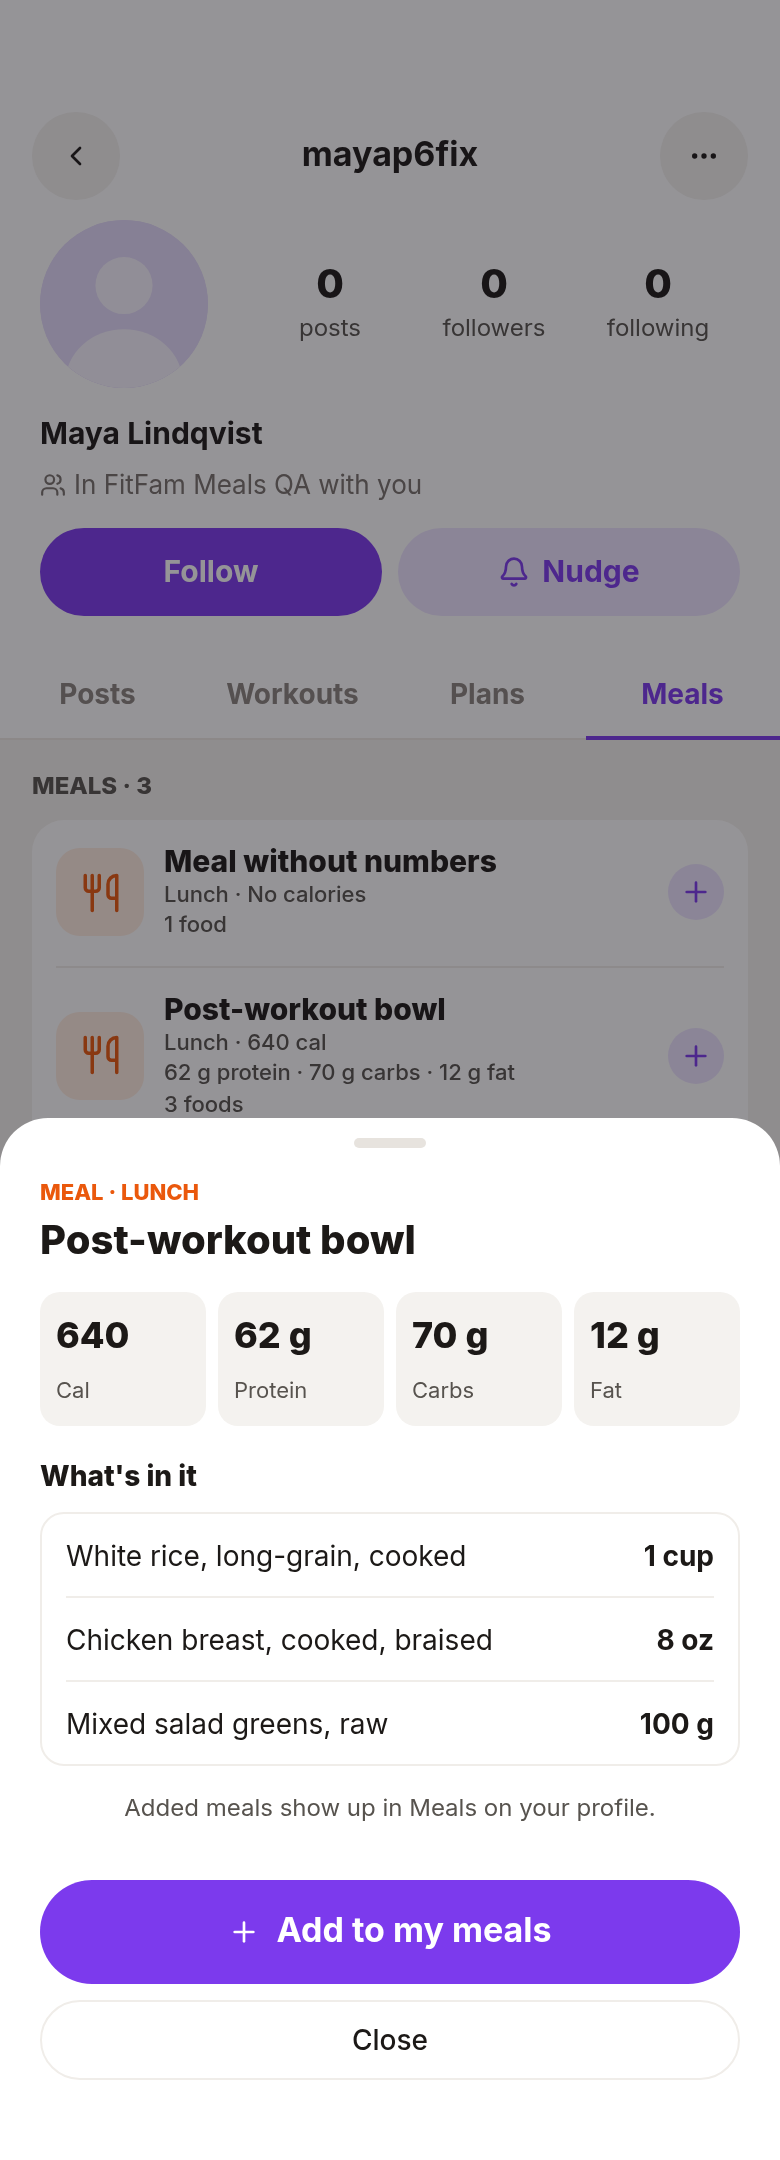 mayap6fix
0
posts
0
followers
0
following
Maya Lindqvist
In FitFam Meals QA with you
Follow
Nudge
Posts
Workouts
Plans
Meals
MEALS · 3
Meal without numbers
Lunch · No calories
1 food
Post-workout bowl
Lunch · 640 cal
62 g protein · 70 g carbs · 12 g fat
3 foods
MEAL · LUNCH
Post-workout bowl
640
Cal
62 g
Protein
70 g
Carbs
12 g
Fat
What's in it
White rice, long-grain, cooked
1 cup
Chicken breast, cooked, braised
8 oz
Mixed salad greens, raw
100 g
Added meals show up in Meals on your profile.
Add to my meals
Close